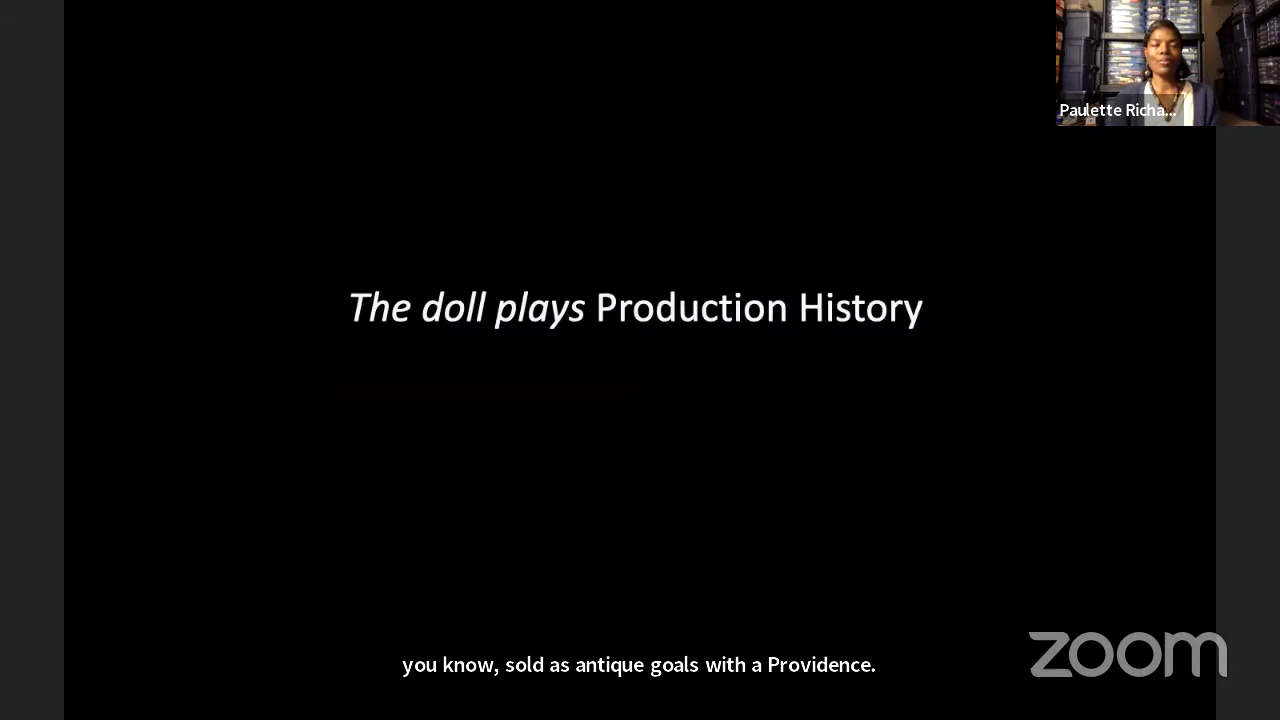 Paulette Richa...
The doll plays Production History
you know, sold as antique goals with a Providence.
zoom